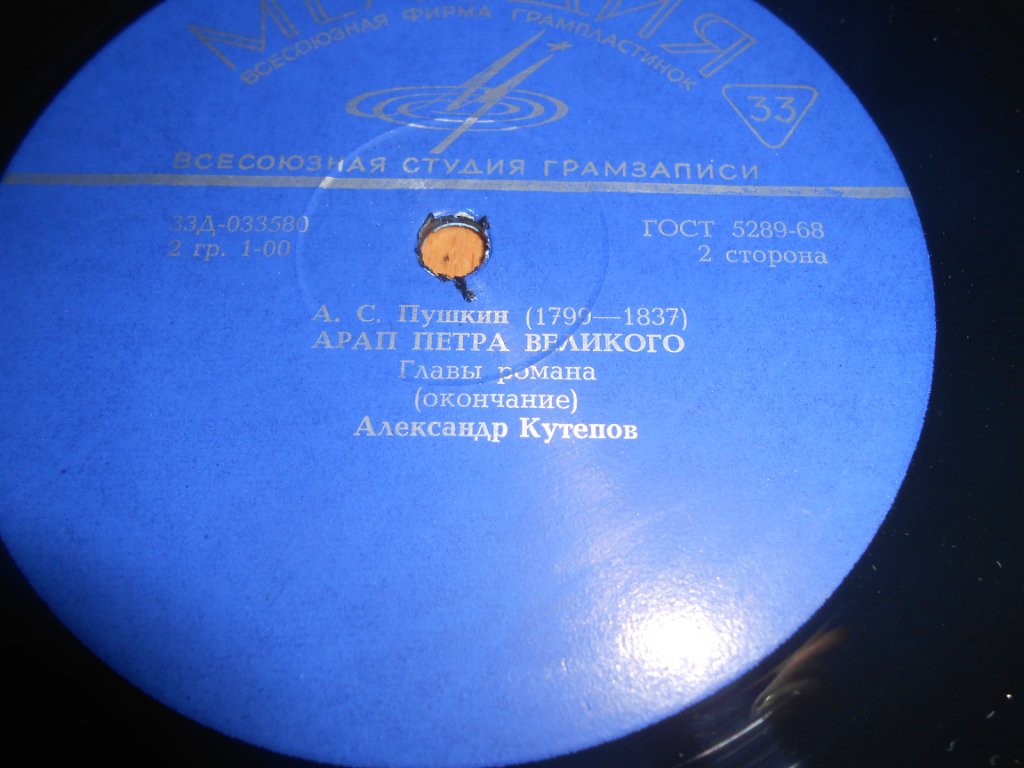 МЕЛОДИЯ
ВСЕСОЮЗНАЯ ФИРМА ГРАМПЛАСТИНОК
33
ВСЕСОЮЗНАЯ СТУДИЯ ГРАМЗАПИСИ
33Д-033580
2 гр. 1-00
ГОСТ 5289-68
2 сторона
А. С. Пушкин (1799—1837)
АРАП ПЕТРА ВЕЛИКОГО
Главы романа
(окончание)
Александр Кутепов